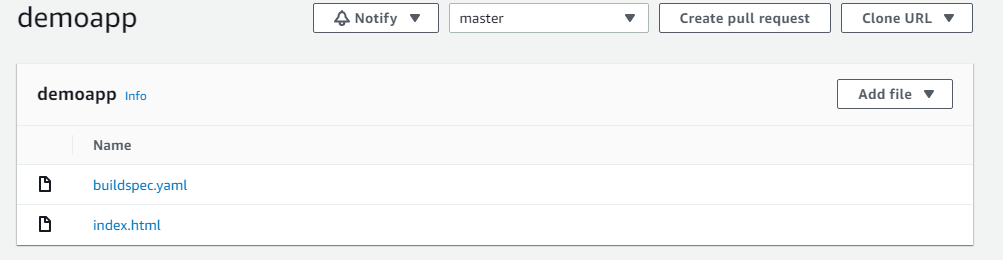 demoapp
Notify
master
Create pull request
Clone URL
demoapp Info
Add file
Name
buildspec.yaml
index.html